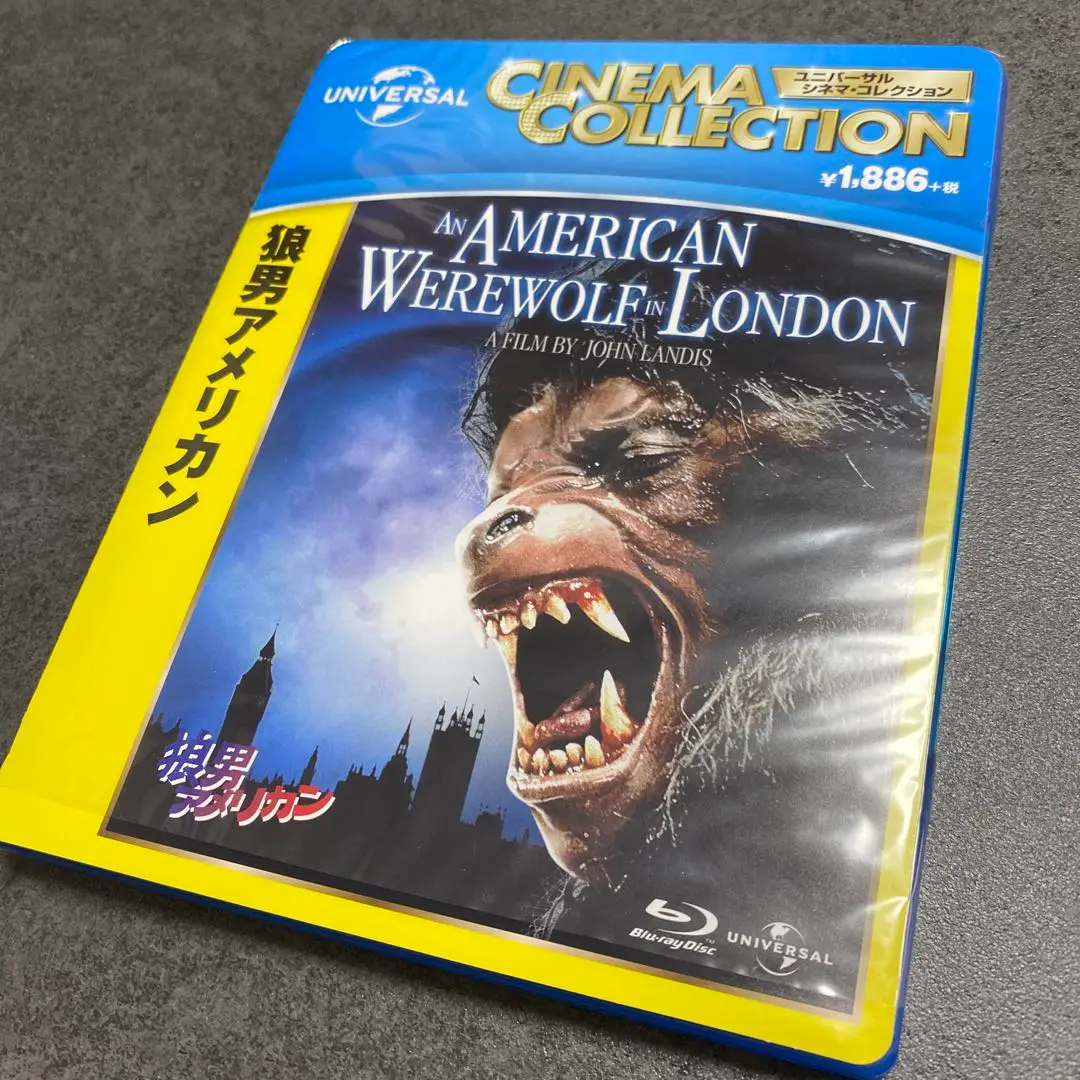 UNIVERSAL
CINEMA
COLLECTION
ユニバーサル
シネマ・コレクション
¥1,886+税
狼男アメリカン
AN AMERICAN
WEREWOLF IN LONDON
A FILM BY JOHN LANDIS
狼男
アメリカン
Blu-ray Disc™
UNIVERSAL